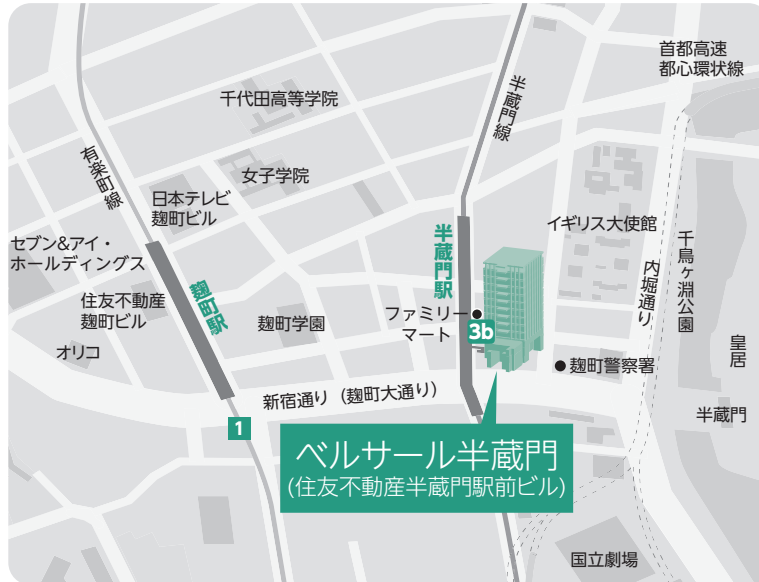 首都高速
都心環状線
半蔵門線
千代田高等学院
有楽町線
女子学院
日本テレビ
麹町ビル
イギリス大使館
千鳥ヶ淵公園
半蔵門駅
セブン&アイ・
ホールディングス
内堀通り
麹町駅
住友不動産
麹町ビル
ファミリー
マート
3b
麹町学園
皇居
オリコ
麹町警察署
新宿通り（麹町大通り）
半蔵門
1
ベルサール半蔵門
(住友不動産半蔵門駅前ビル)
国立劇場